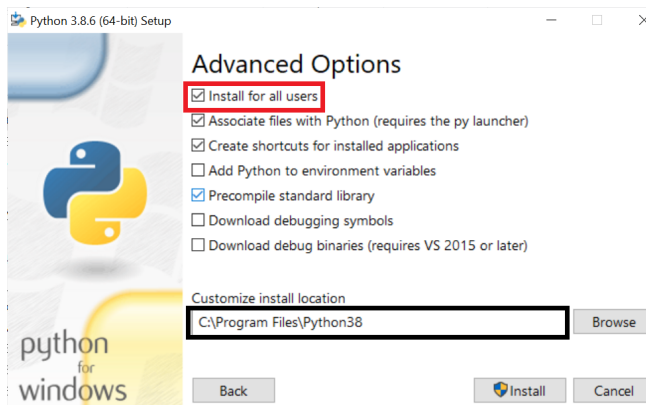 Python 3.8.6 (64-bit) Setup
Advanced Options
Install for all users
Associate files with Python (requires the py launcher)
Create shortcuts for installed applications
Add Python to environment variables
Precompile standard library
Download debugging symbols
Download debug binaries (requires VS 2015 or later)
Customize install location
C:\Program Files\Python38
Browse
python
for
windows
Back
Install
Cancel